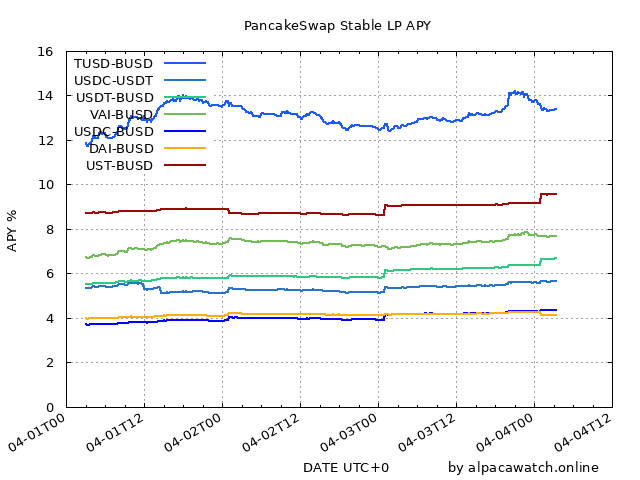 PancakeSwap Stable LP APY
16
14
12
10
8
6
4
2
0
APY %
TUSD-BUSD
USDC-USDT
USDT-BUSD
VAI-BUSD
USDC-BUSD
DAI-BUSD
UST-BUSD
04-01T00
04-01T12
04-02T00
04-02T12
04-03T00
04-03T12
04-04T00
04-04T12
DATE UTC+0
by alpacawatch.online